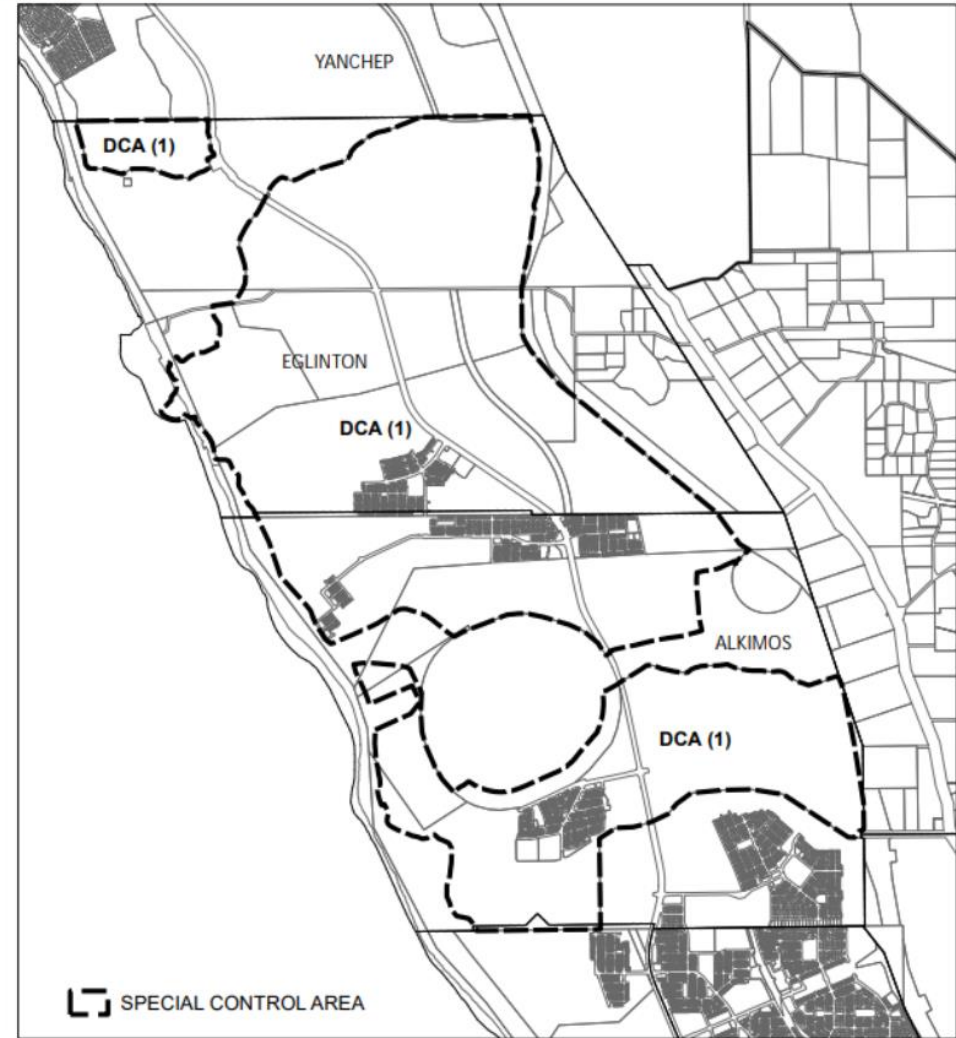 YANCHEP
DCA (1)
EGLINTON
DCA (1)
ALKIMOS
DCA (1)
SPECIAL CONTROL AREA